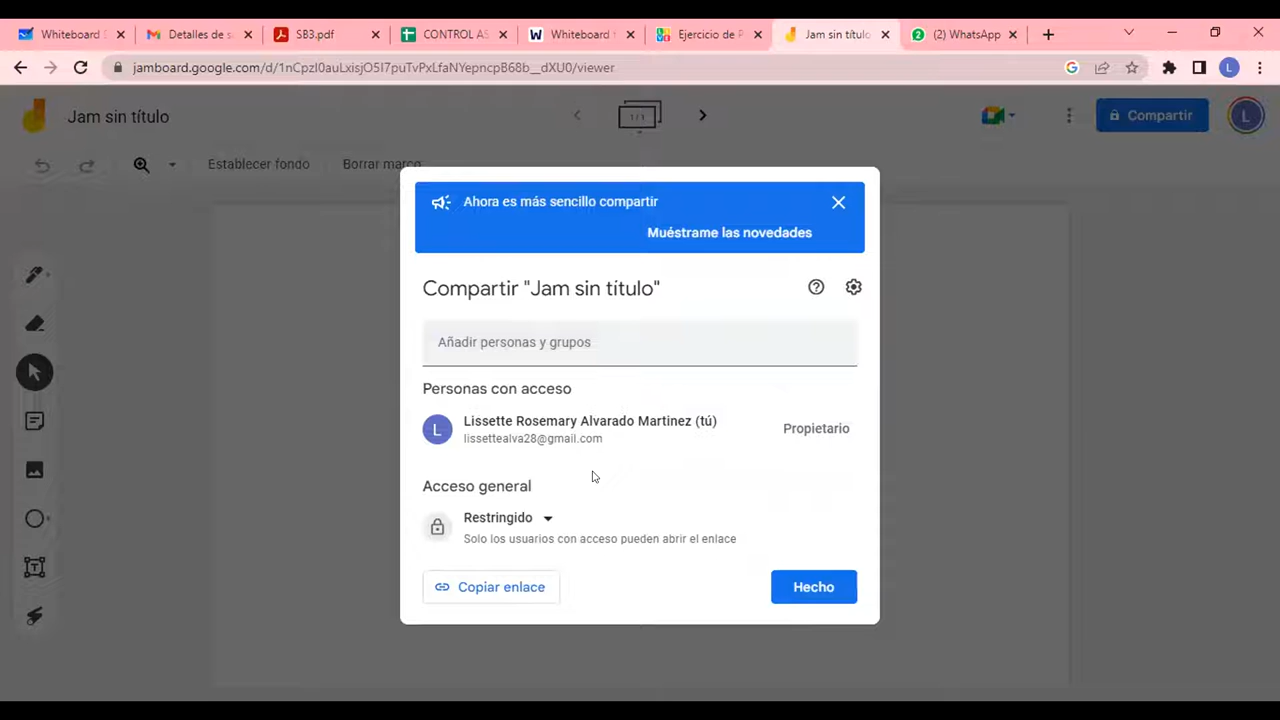 Whiteboard
Detalles de s
SB3.pdf
CONTROL AS
Whiteboard
Ejercicio de
Jam sin título
(2) WhatsApp
jamboard.google.com
L
Jam sin título
1/1
Compartir
L
Establecer fondo
Borrar marco
Ahora es más sencillo compartir
Muéstrame las novedades
Compartir "Jam sin título"
Añadir personas y grupos
Personas con acceso
L
Lissette Rosemary Alvarado Martinez (tú)
Propietario
lissettealva28@gmail.com
Acceso general
Restringido
Solo los usuarios con acceso pueden abrir el enlace
Copiar enlace
Hecho